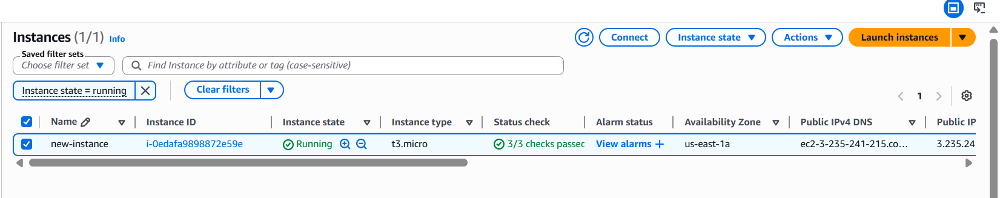 Instances (1/1) Info
Connect
Instance state
Actions
Launch instances
Saved filter sets
Choose filter set
Find Instance by attribute or tag (case-sensitive)
Instance state = running
Clear filters
1
Name Instance ID Instance state Instance type Status check Alarm status Availability Zone Public IPv4 DNS Public IP
new-instance i-0edafa9898872e59e Running t3.micro 3/3 checks passec View alarms + us-east-1a ec2-3-235-241-215.co... 3.235.24